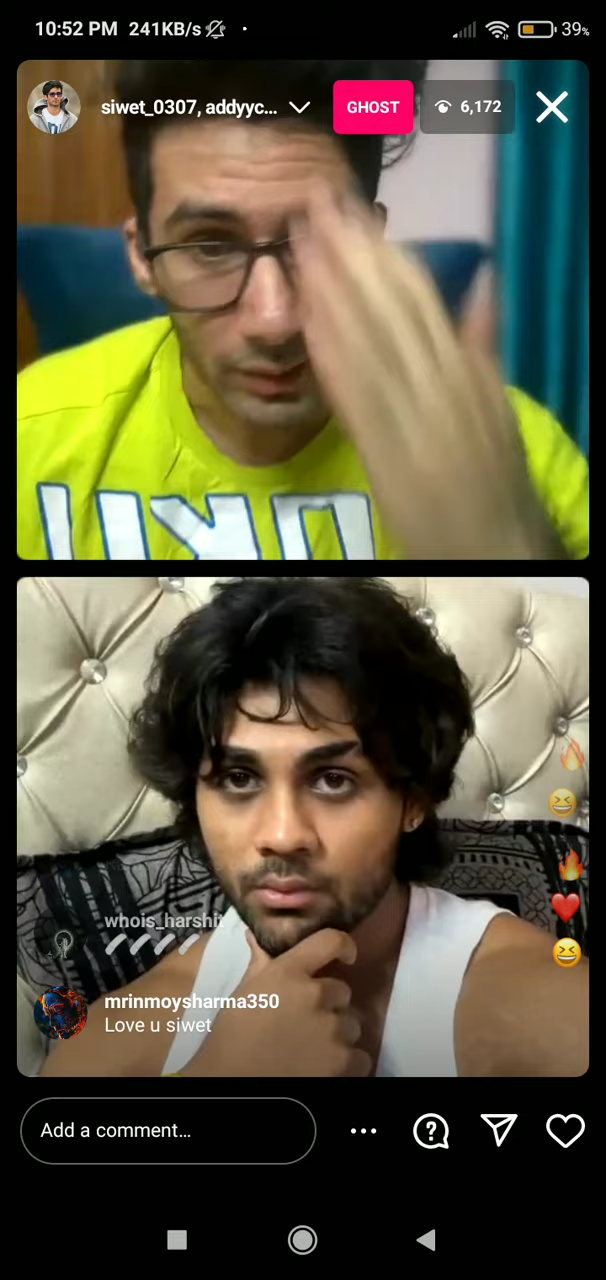 10:52 PM 241KB/s
39%
siwet_0307, addyyc...
GHOST
6,172
whois_harshit
mrinmoysharma350
Love u siwet
Add a comment...